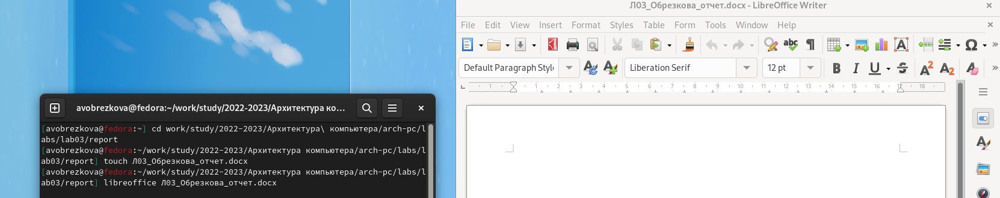 avobrezkova@fedora:~/work/study/2022-2023/Архитектура ко...
[avobrezkova@fedora:~] cd work/study/2022-2023/Архитектура\ компьютера/arch-pc/l
abs/lab03/report
[avobrezkova@fedora:~/work/study/2022-2023/Архитектура компьютера/arch-pc/labs/l
ab03/report] touch Л03_Обрезкова_отчет.docx
[avobrezkova@fedora:~/work/study/2022-2023/Архитектура компьютера/arch-pc/labs/l
ab03/report] libreoffice Л03_Обрезкова_отчет.docx
Л03_Обрезкова_отчет.docx - LibreOffice Writer
File Edit View Insert Format Styles Table Form Tools Window Help
Default Paragraph Style Liberation Serif 12 pt B I U S A2 A2
1 1 2 3 4 5 6 7 8 9 10 11 12 13 14 15 16 17 18